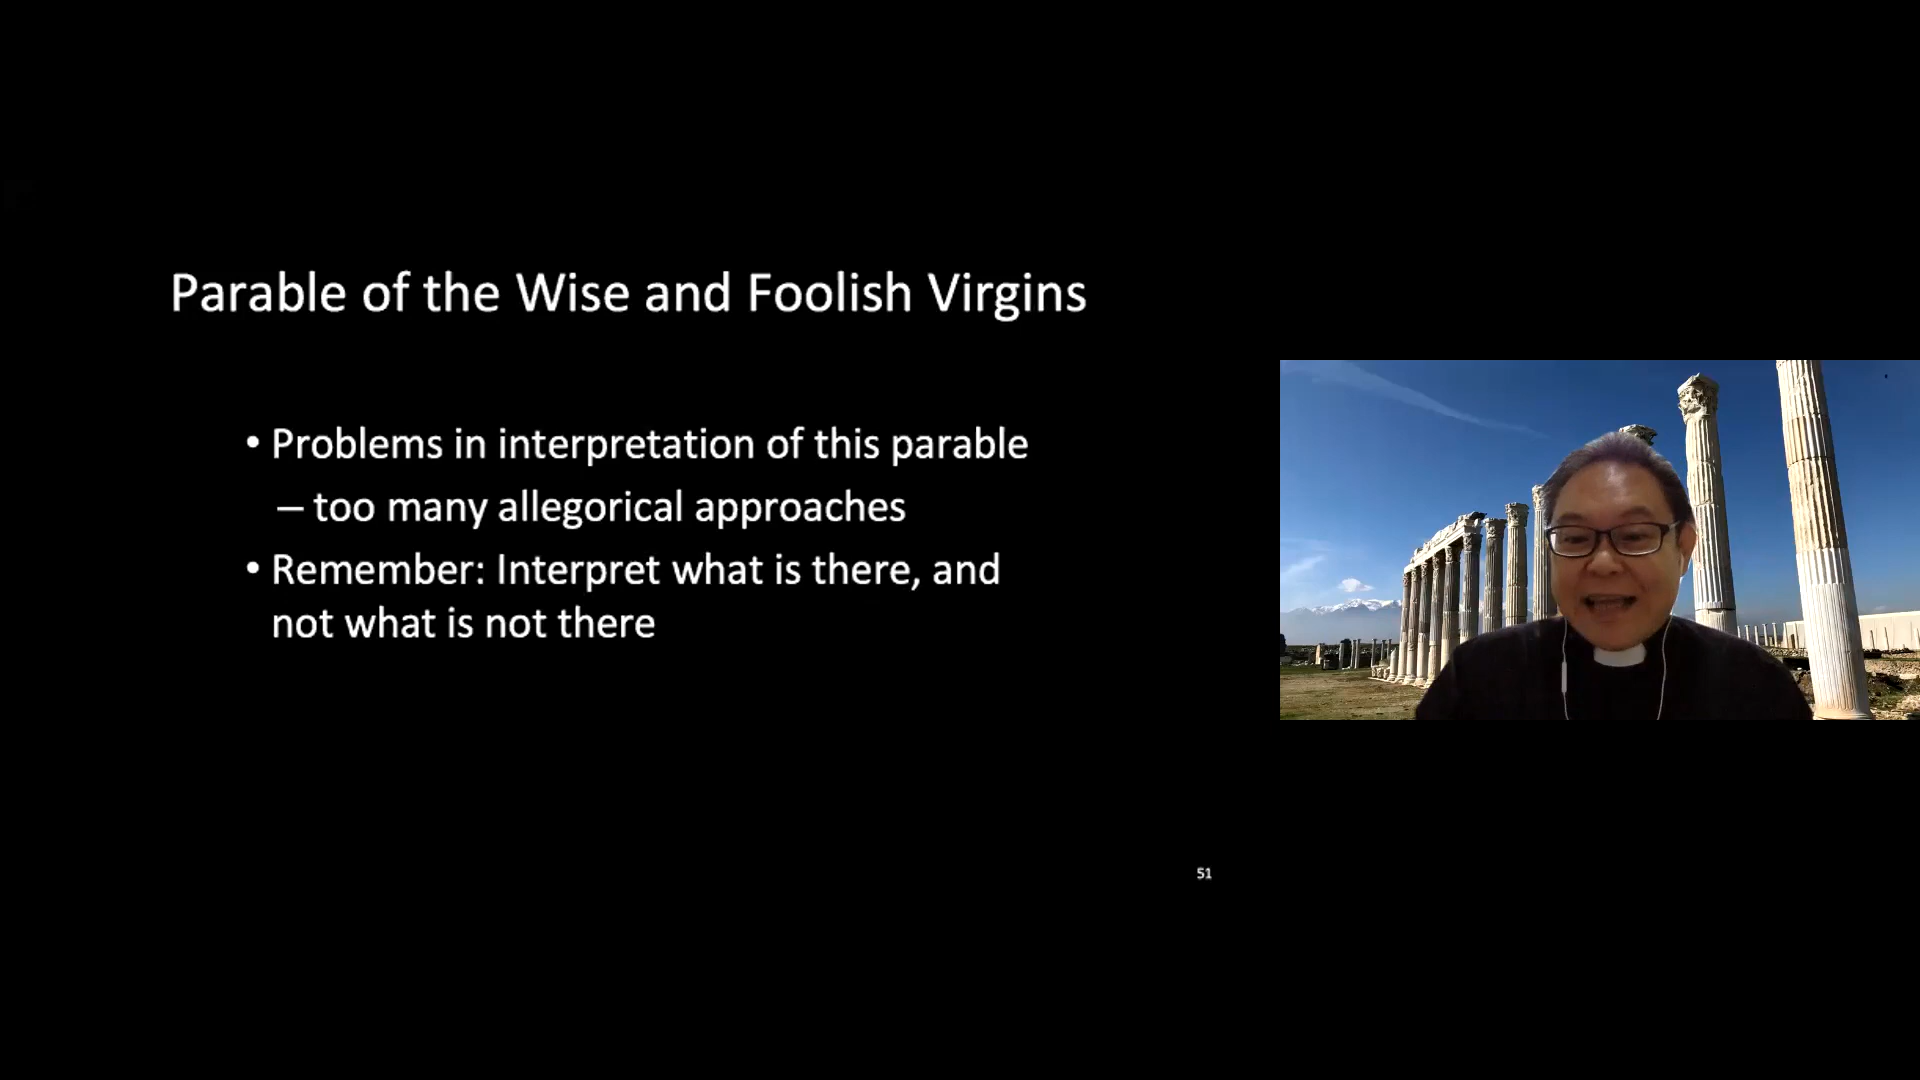 Parable of the Wise and Foolish Virgins
• Problems in interpretation of this parable
– too many allegorical approaches
• Remember: Interpret what is there, and
not what is not there
51